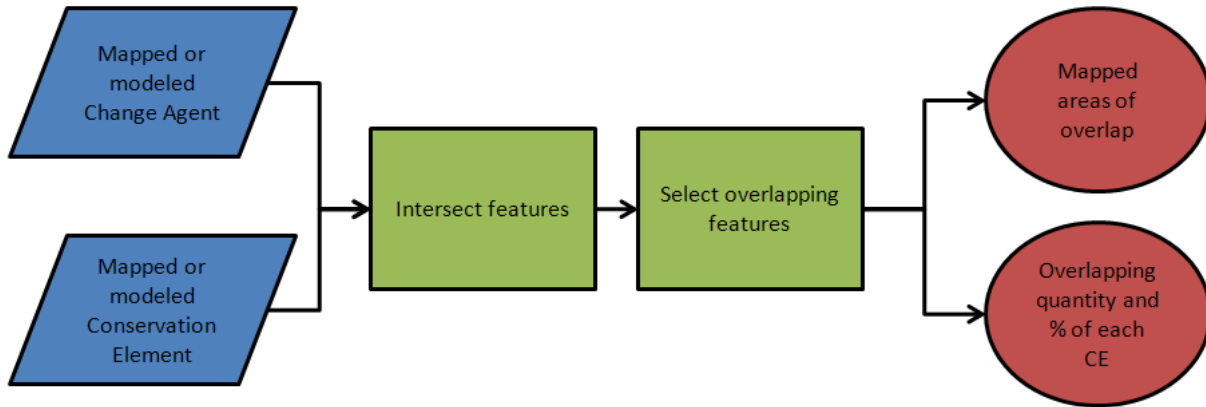 Mapped or
modeled
Change Agent
Mapped or
modeled
Conservation
Element
Intersect features
Select overlapping
features
Mapped
areas of
overlap
Overlapping
quantity and
% of each
CE